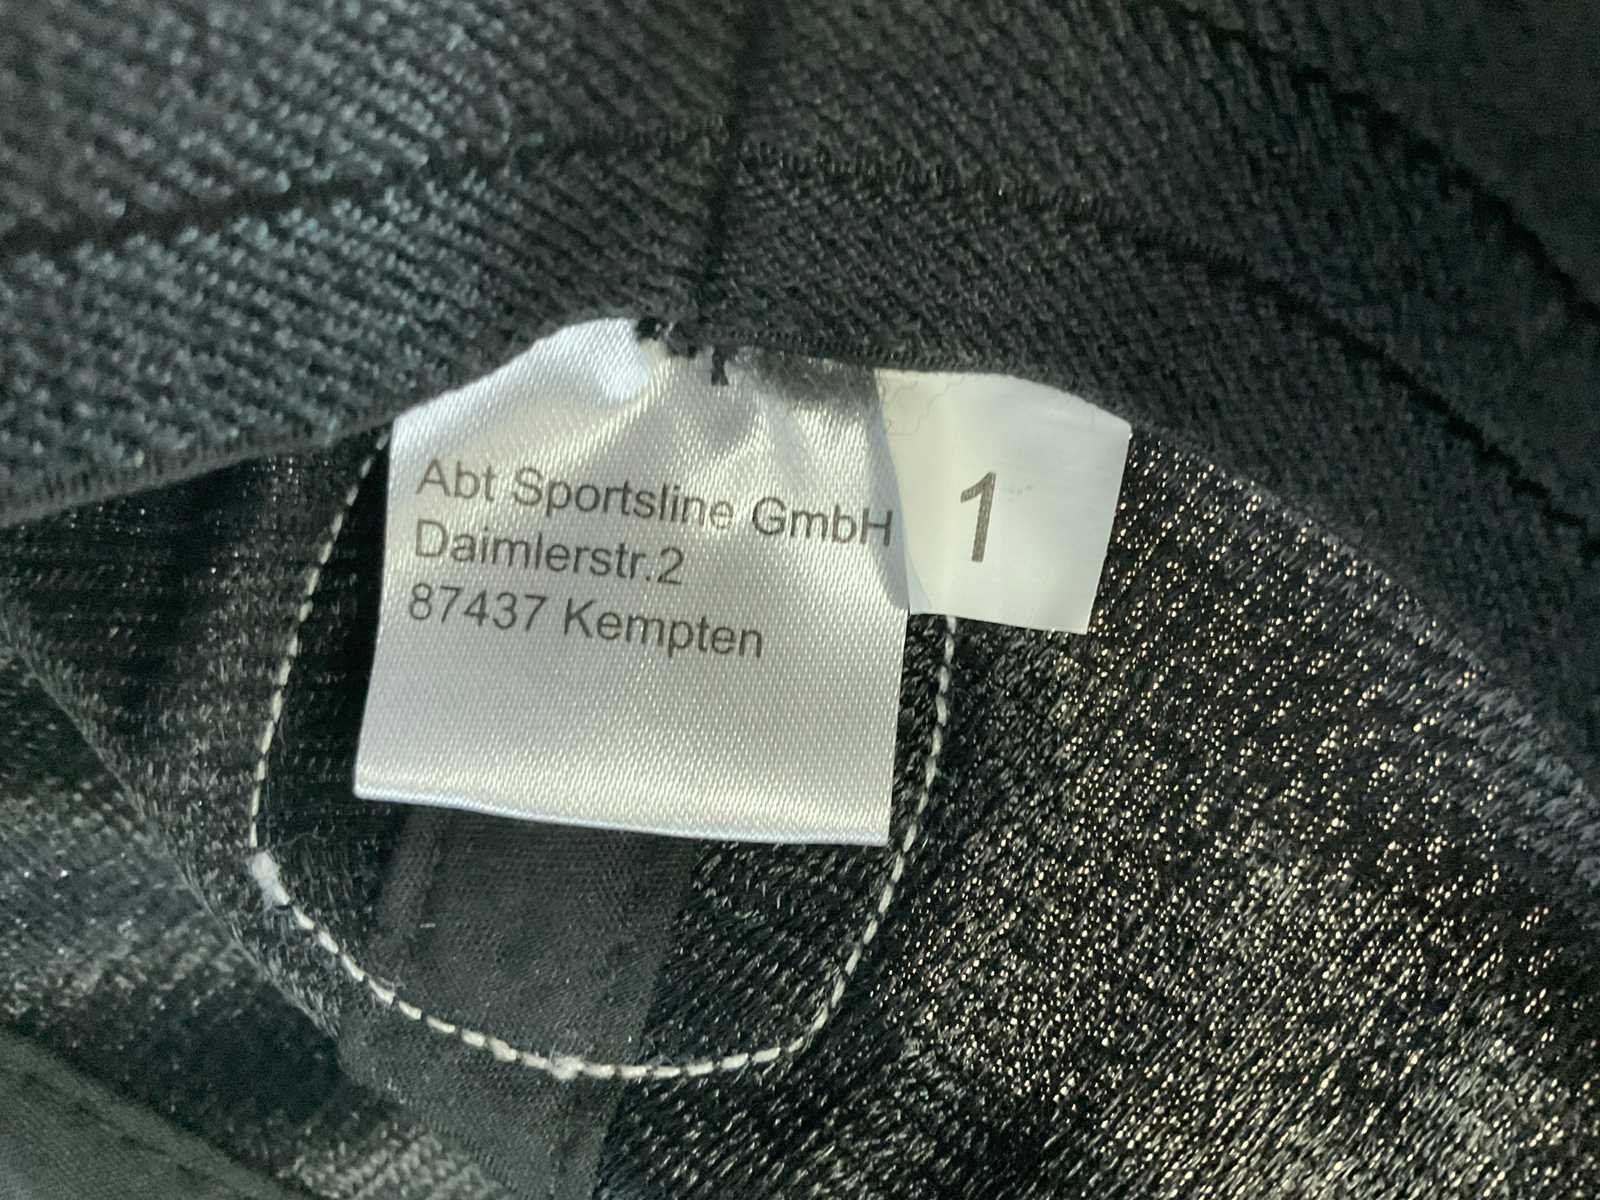 Abt Sportsline GmbH
Daimlerstr.2
87437 Kempten
1